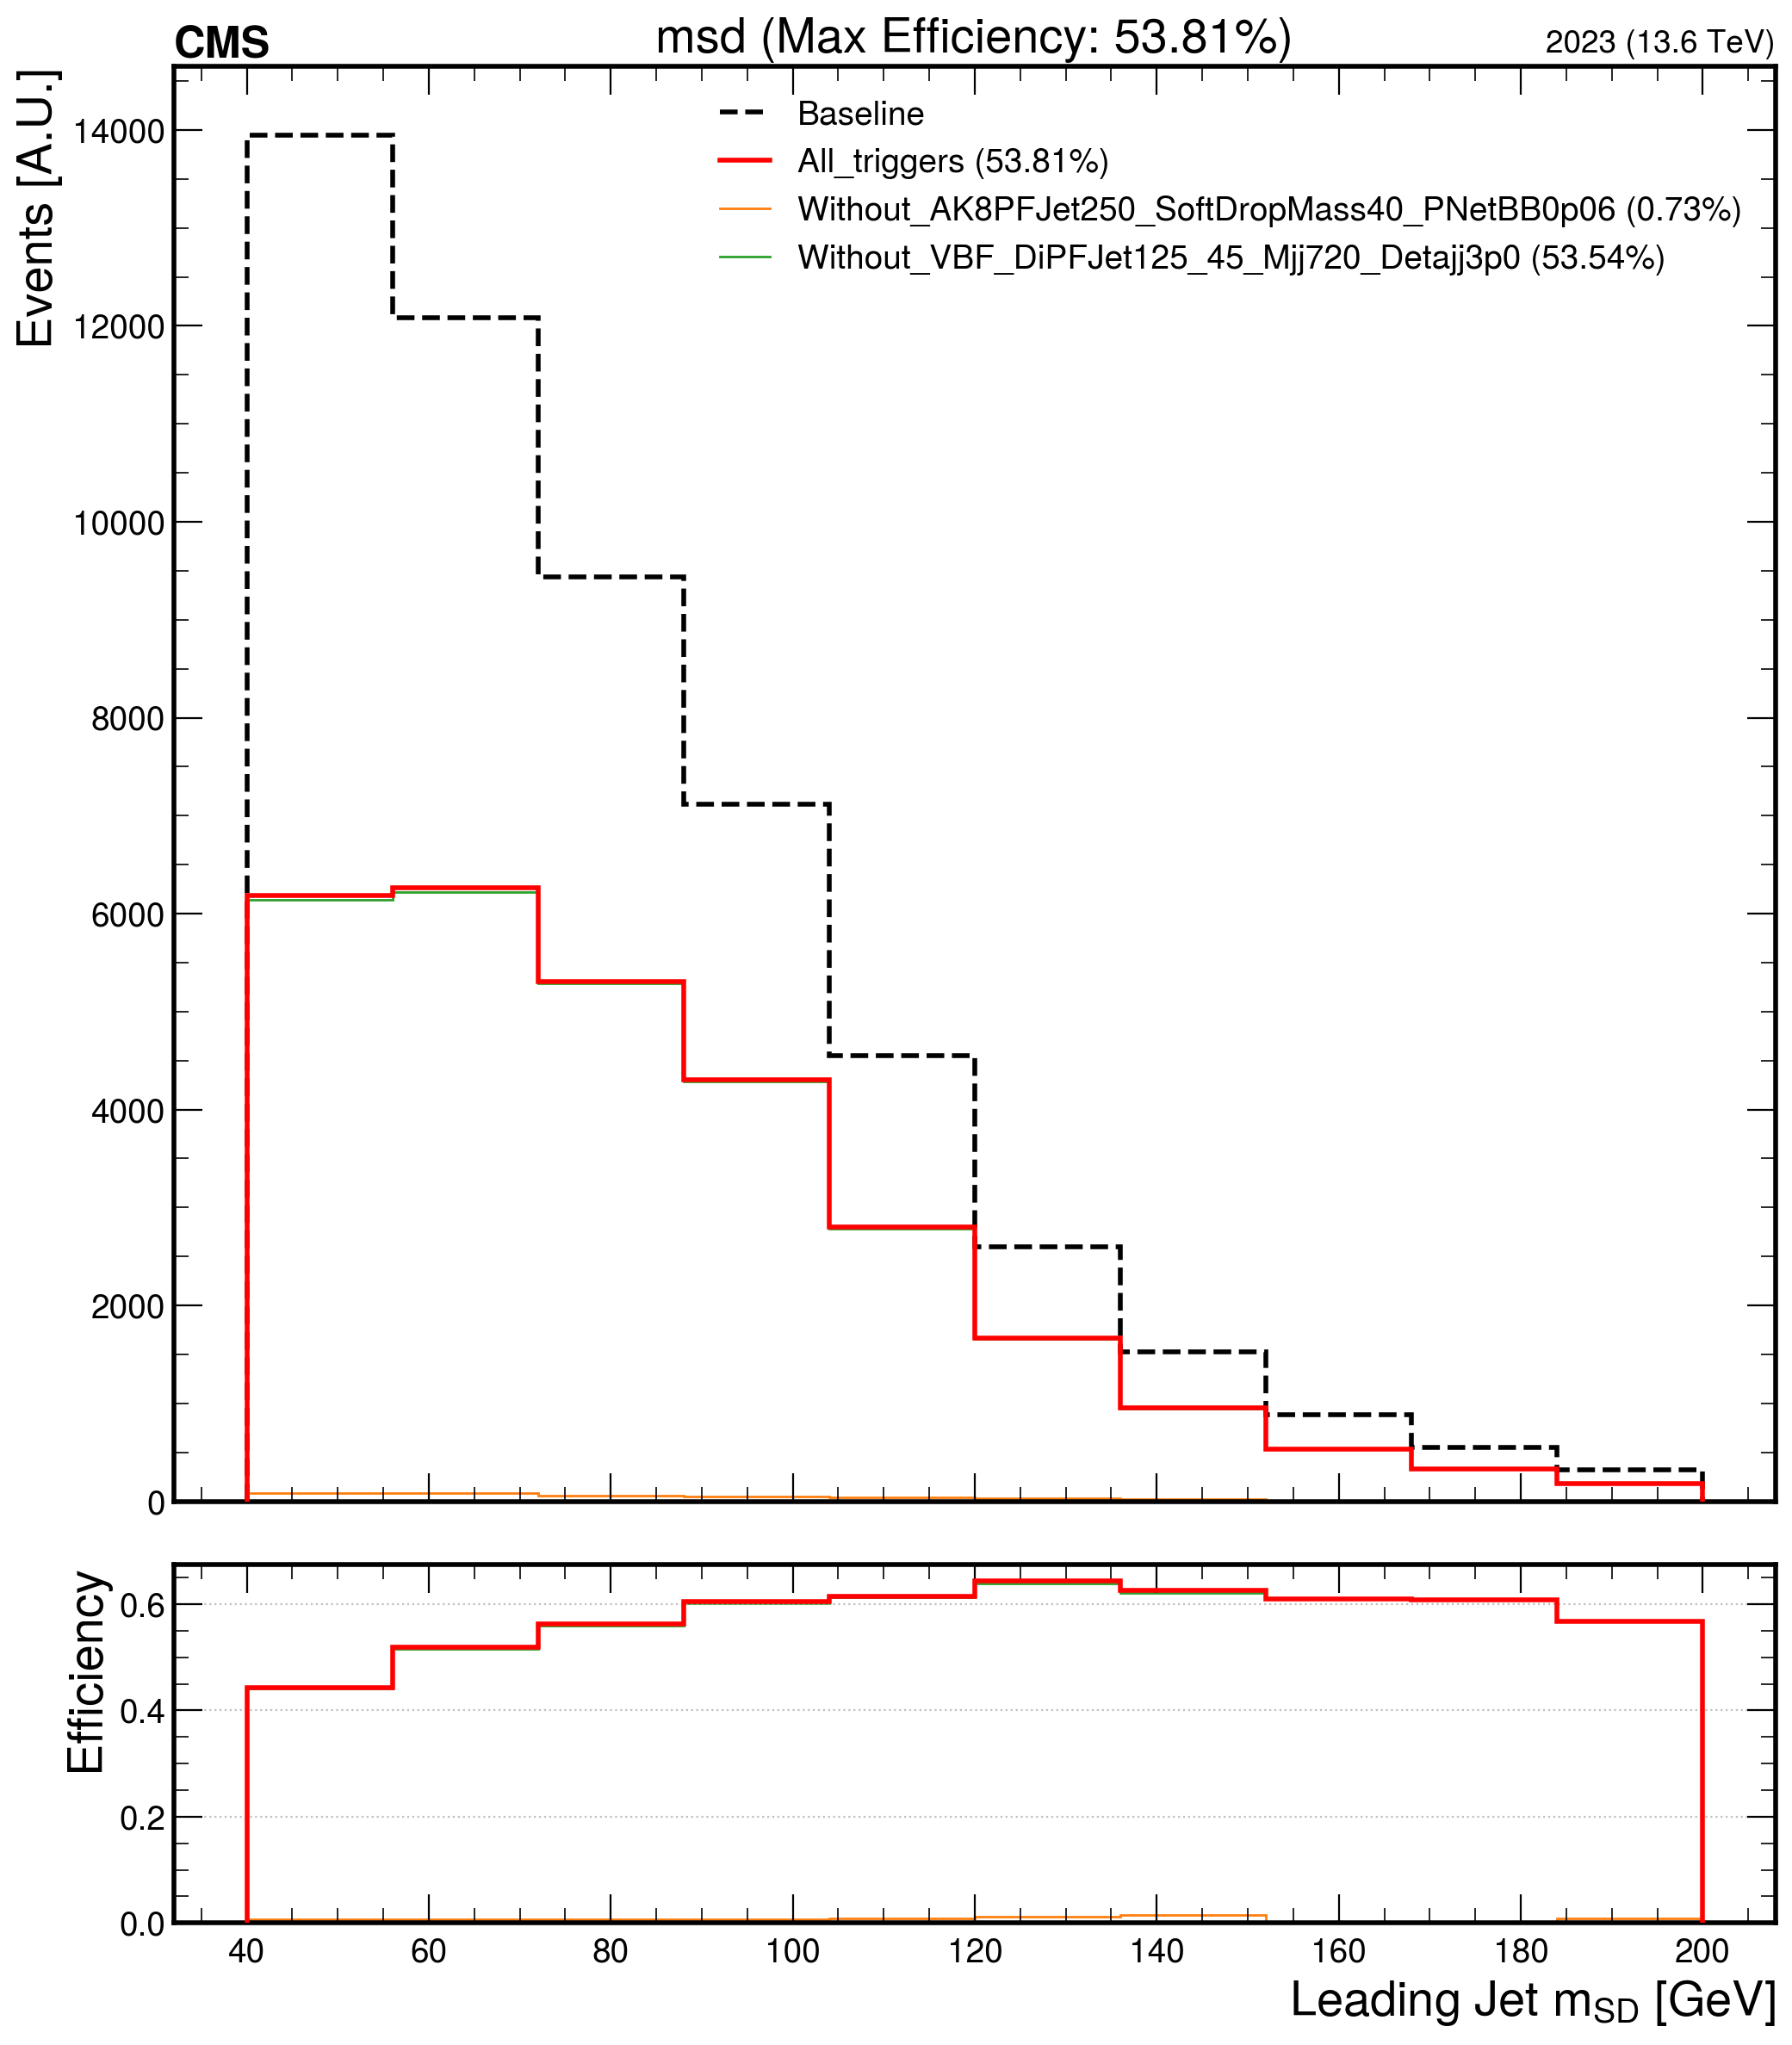 CMS msd (Max Efficiency: 53.81%) 2023 (13.6 TeV)
Events [A.U.]
Baseline
All_triggers (53.81%)
Without_AK8PFJet250_SoftDropMass40_PNetBB0p06 (0.73%)
Without_VBF_DiPFJet125_45_Mjj720_Detajj3p0 (53.54%)
14000
12000
10000
8000
6000
4000
2000
0
Efficiency
0.6
0.4
0.2
0.0
40 60 80 100 120 140 160 180 200
Leading Jet mSD [GeV]